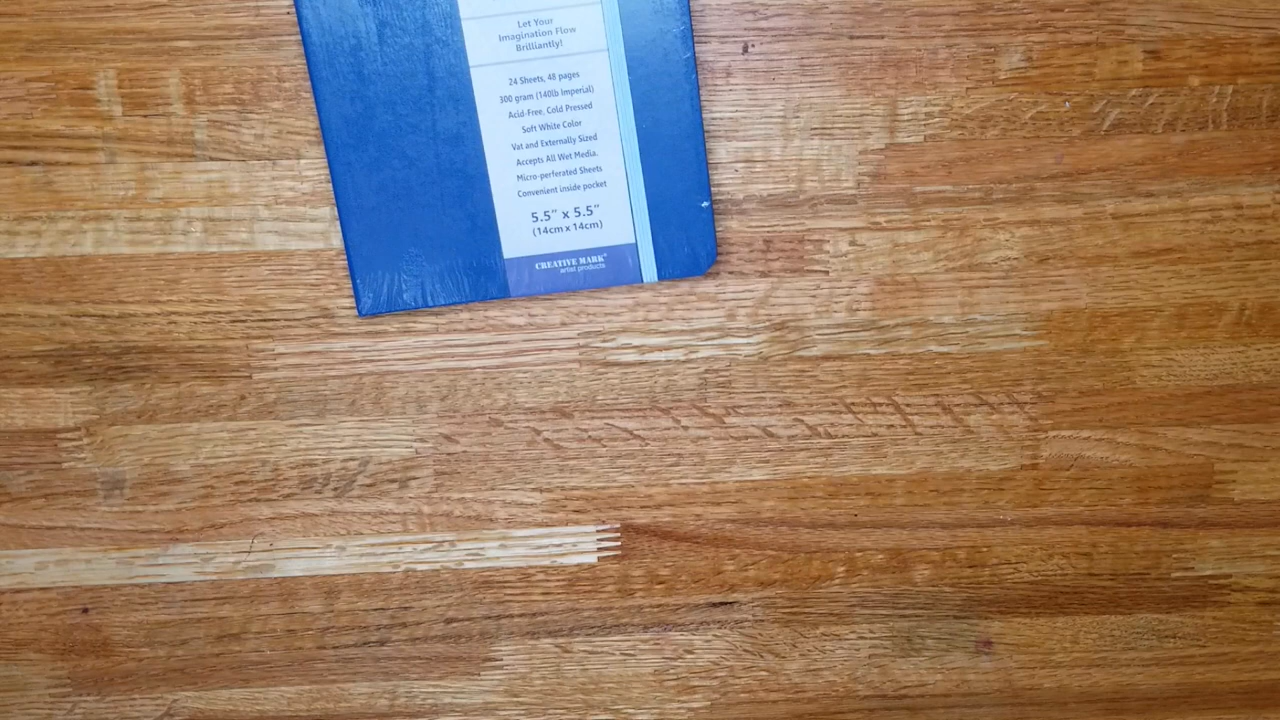 Let Your
Imagination Flow
Brilliantly!
24 Sheets, 48 pages
300 gram (140lb Imperial)
Acid-Free, Cold Pressed
Soft White Color
Vat and Externally Sized
Accepts All Wet Media.
Micro-perferated Sheets
Convenient inside pocket
5.5" x 5.5"
(14cm x 14cm)
CREATIVE MARK®
artist products